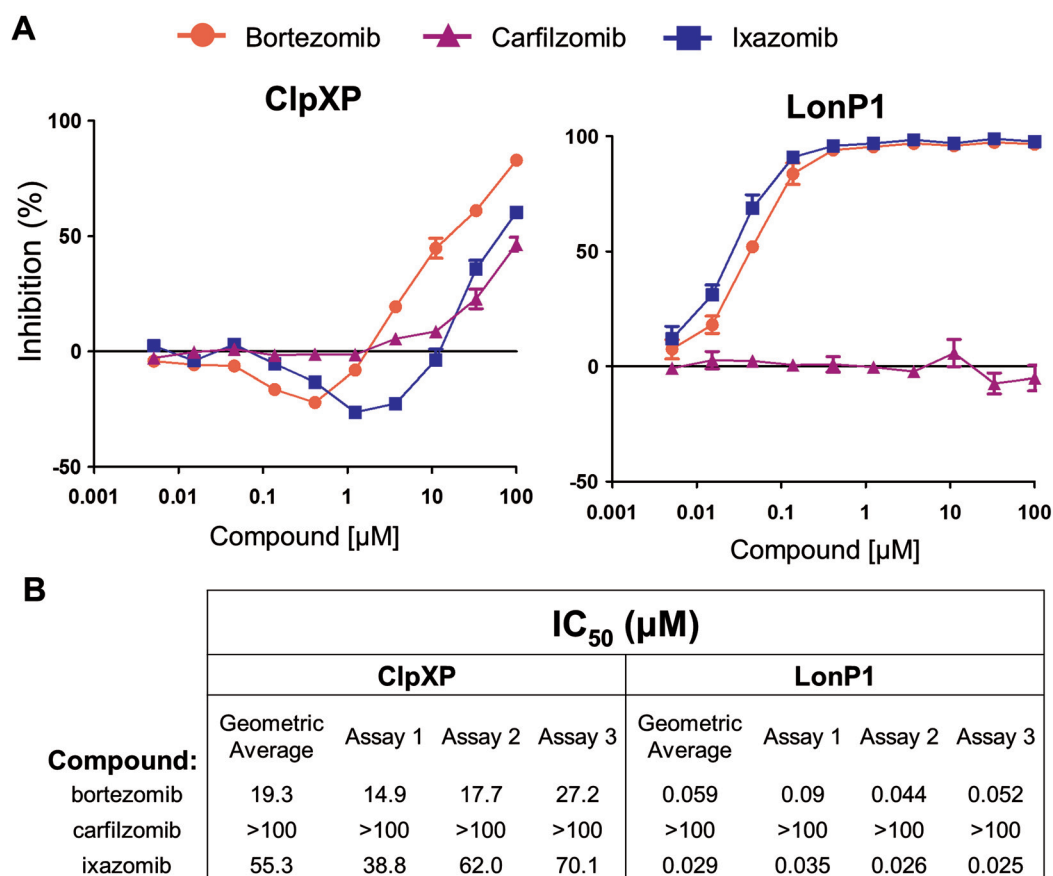 A
Bortezomib Carfilzomib Ixazomib
ClpXP
100
50
0
-50
Inhibition (%)
0.001 0.01 0.1 1 10 100
Compound [µM]
LonP1
100
50
0
-50
0.001 0.01 0.1 1 10 100
Compound [µM]
B
IC50 (µM)
ClpXP LonP1
Geometric Average Assay 1 Assay 2 Assay 3 Geometric Average Assay 1 Assay 2 Assay 3
Compound:
bortezomib 19.3 14.9 17.7 27.2 0.059 0.09 0.044 0.052
carfilzomib >100 >100 >100 >100 >100 >100 >100 >100
ixazomib 55.3 38.8 62.0 70.1 0.029 0.035 0.026 0.025